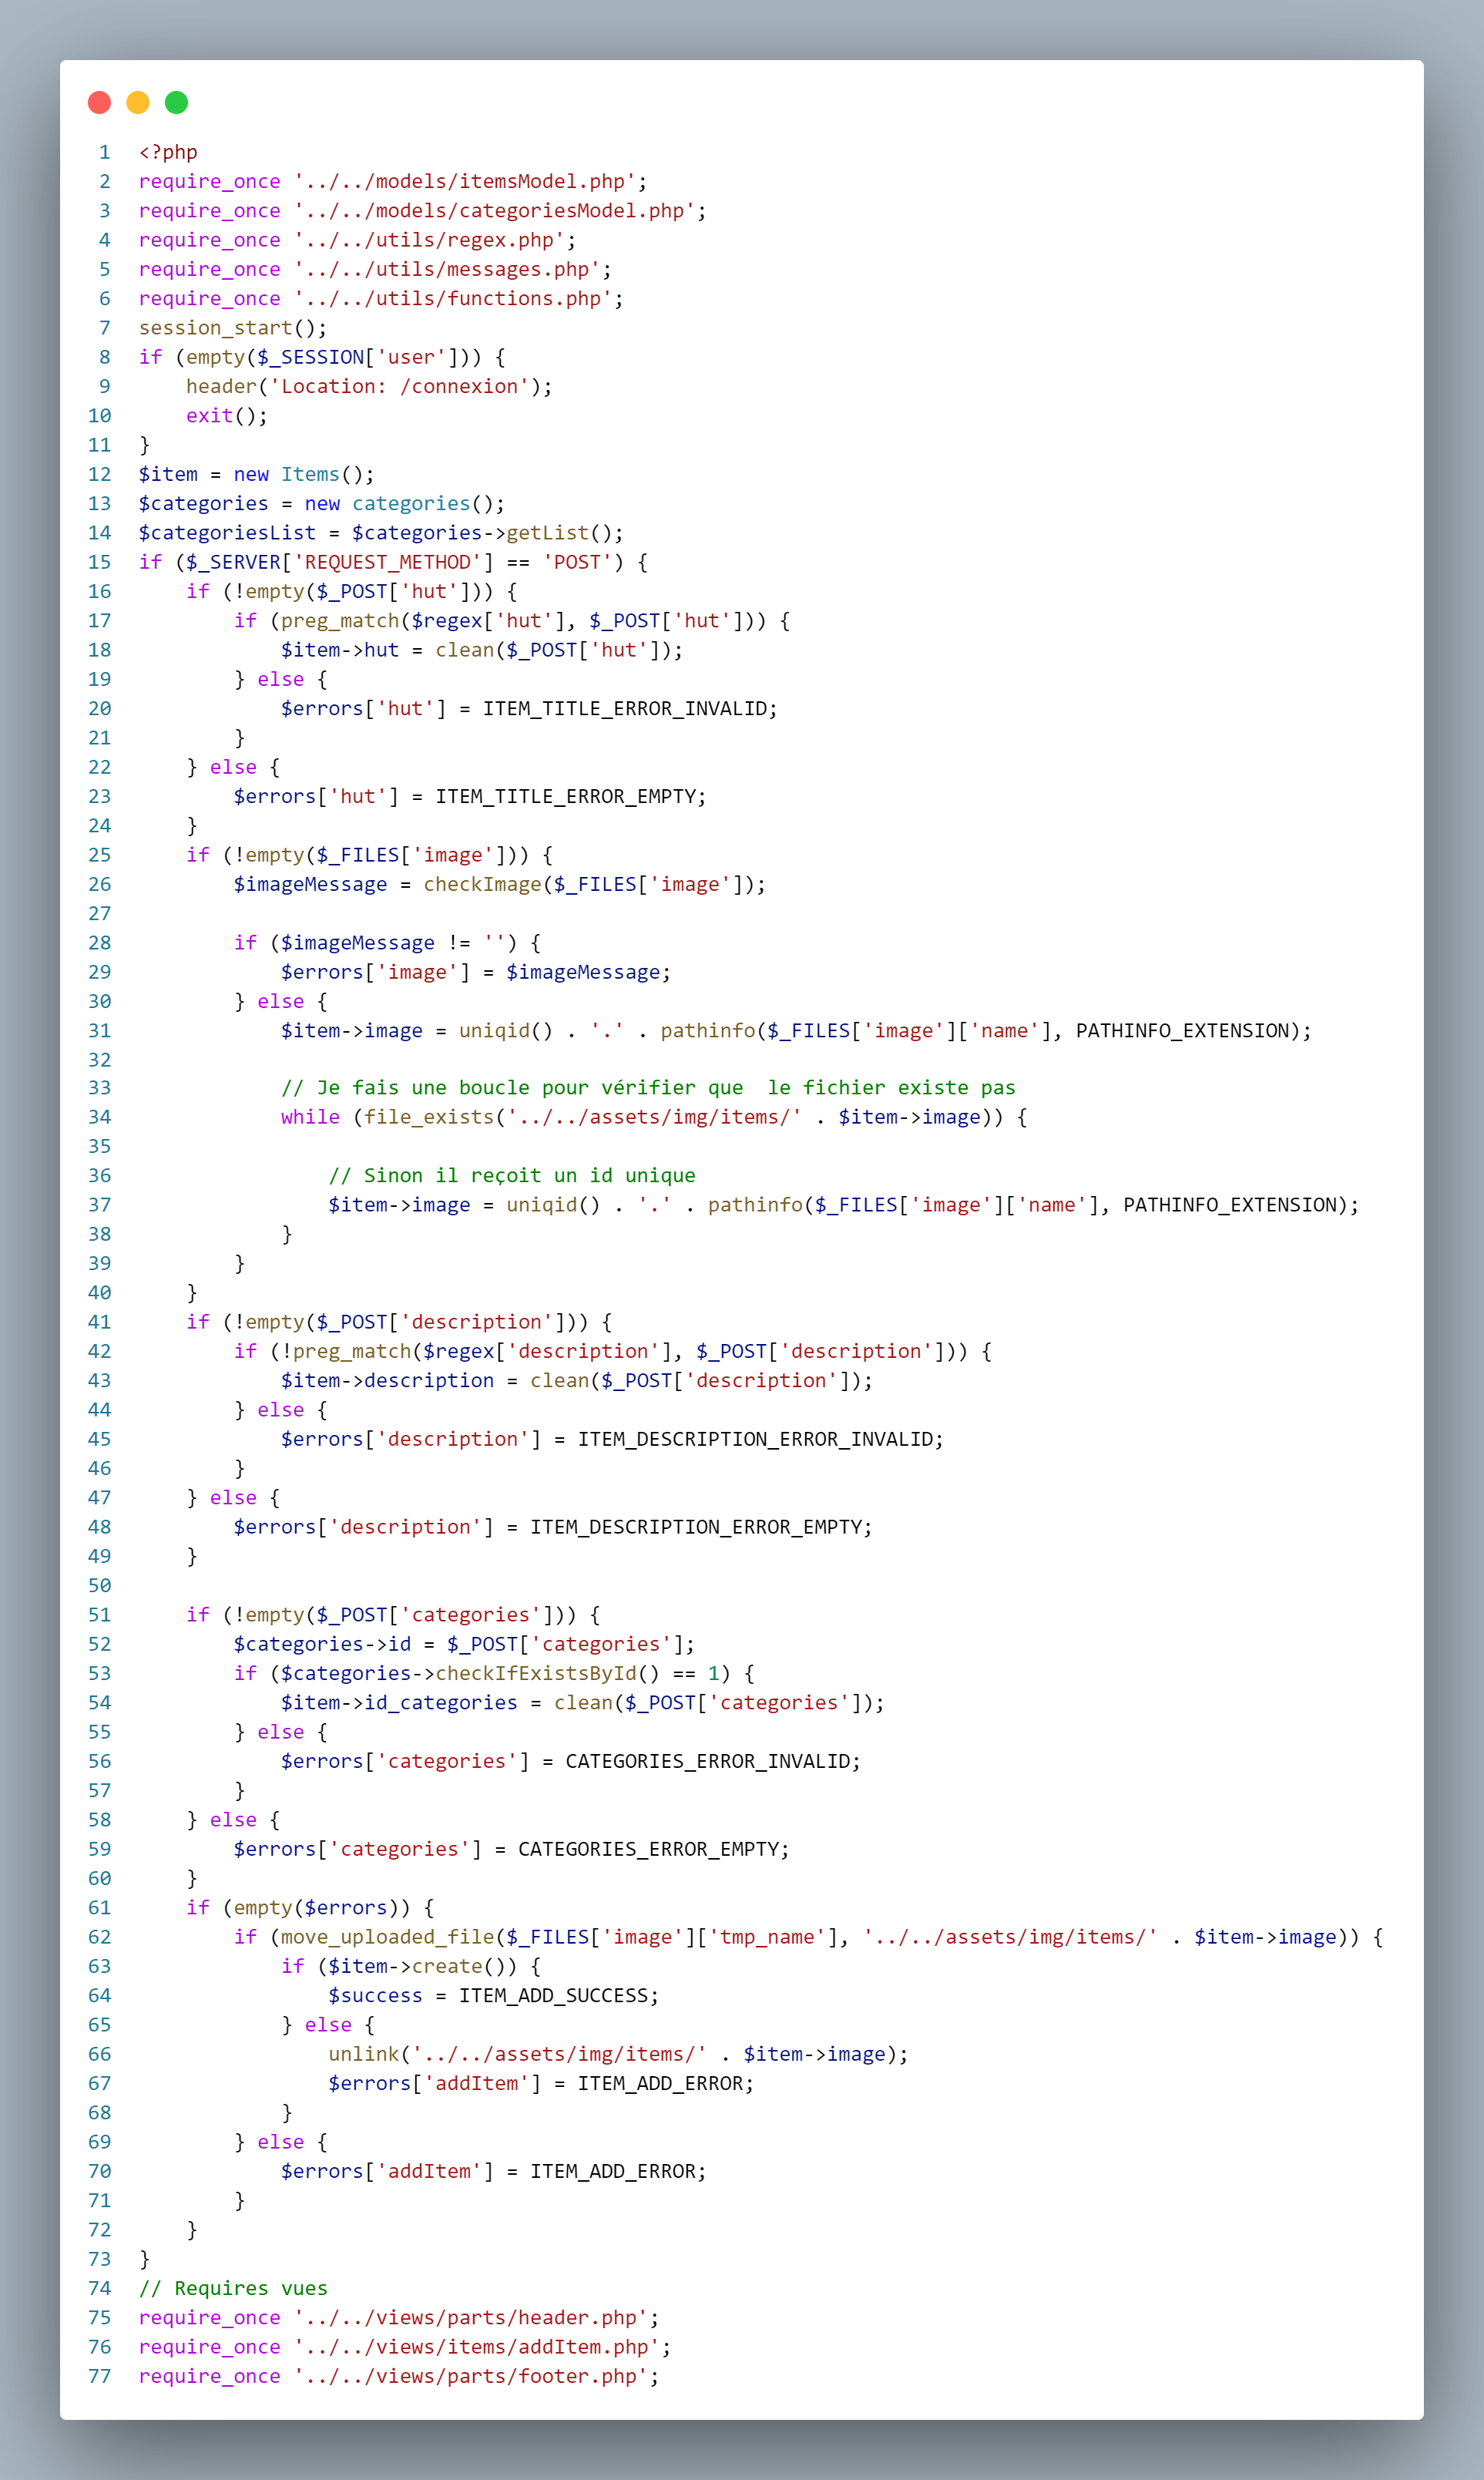 1 <?php
2 require_once '../../models/itemsModel.php';
3 require_once '../../models/categoriesModel.php';
4 require_once '../../utils/regex.php';
5 require_once '../../utils/messages.php';
6 require_once '../../utils/functions.php';
7 session_start();
8 if (empty($_SESSION['user'])) {
9     header('Location: /connexion');
10     exit();
11 }
12 $item = new Items();
13 $categories = new categories();
14 $categoriesList = $categories->getList();
15 if ($_SERVER['REQUEST_METHOD'] == 'POST') {
16     if (!empty($_POST['hut'])) {
17         if (preg_match($regex['hut'], $_POST['hut'])) {
18             $item->hut = clean($_POST['hut']);
19         } else {
20             $errors['hut'] = ITEM_TITLE_ERROR_INVALID;
21         }
22     } else {
23         $errors['hut'] = ITEM_TITLE_ERROR_EMPTY;
24     }
25     if (!empty($_FILES['image'])) {
26         $imageMessage = checkImage($_FILES['image']);
27
28         if ($imageMessage != '') {
29             $errors['image'] = $imageMessage;
30         } else {
31             $item->image = uniqid() . '.' . pathinfo($_FILES['image']['name'], PATHINFO_EXTENSION);
32
33             // Je fais une boucle pour vérifier que  le fichier existe pas
34             while (file_exists('../../assets/img/items/' . $item->image)) {
35
36                 // Sinon il reçoit un id unique
37                 $item->image = uniqid() . '.' . pathinfo($_FILES['image']['name'], PATHINFO_EXTENSION);
38             }
39         }
40     }
41     if (!empty($_POST['description'])) {
42         if (!preg_match($regex['description'], $_POST['description'])) {
43             $item->description = clean($_POST['description']);
44         } else {
45             $errors['description'] = ITEM_DESCRIPTION_ERROR_INVALID;
46         }
47     } else {
48         $errors['description'] = ITEM_DESCRIPTION_ERROR_EMPTY;
49     }
50
51     if (!empty($_POST['categories'])) {
52         $categories->id = $_POST['categories'];
53         if ($categories->checkIfExistsById() == 1) {
54             $item->id_categories = clean($_POST['categories']);
55         } else {
56             $errors['categories'] = CATEGORIES_ERROR_INVALID;
57         }
58     } else {
59         $errors['categories'] = CATEGORIES_ERROR_EMPTY;
60     }
61     if (empty($errors)) {
62         if (move_uploaded_file($_FILES['image']['tmp_name'], '../../assets/img/items/' . $item->image)) {
63             if ($item->create()) {
64                 $success = ITEM_ADD_SUCCESS;
65             } else {
66                 unlink('../../assets/img/items/' . $item->image);
67                 $errors['addItem'] = ITEM_ADD_ERROR;
68             }
69         } else {
70             $errors['addItem'] = ITEM_ADD_ERROR;
71         }
72     }
73 }
74 // Requires vues
75 require_once '../../views/parts/header.php';
76 require_once '../../views/items/addItem.php';
77 require_once '../../views/parts/footer.php';